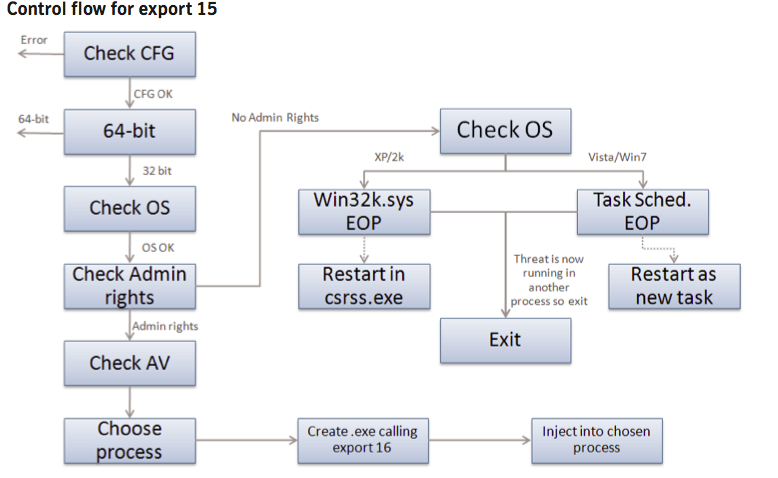 Control flow for export 15
Error
Check CFG
CFG OK
64-bit
64-bit
No Admin Rights
Check OS
XP/2k
Vista/Win7
32 bit
Check OS
Win32k.sys
EOP
Task Sched.
EOP
OS OK
Check Admin
rights
Restart in
csrss.exe
Threat is now
running in
another
process so exit
Restart as
new task
Admin rights
Exit
Check AV
Choose
process
Create .exe calling
export 16
Inject into chosen
process